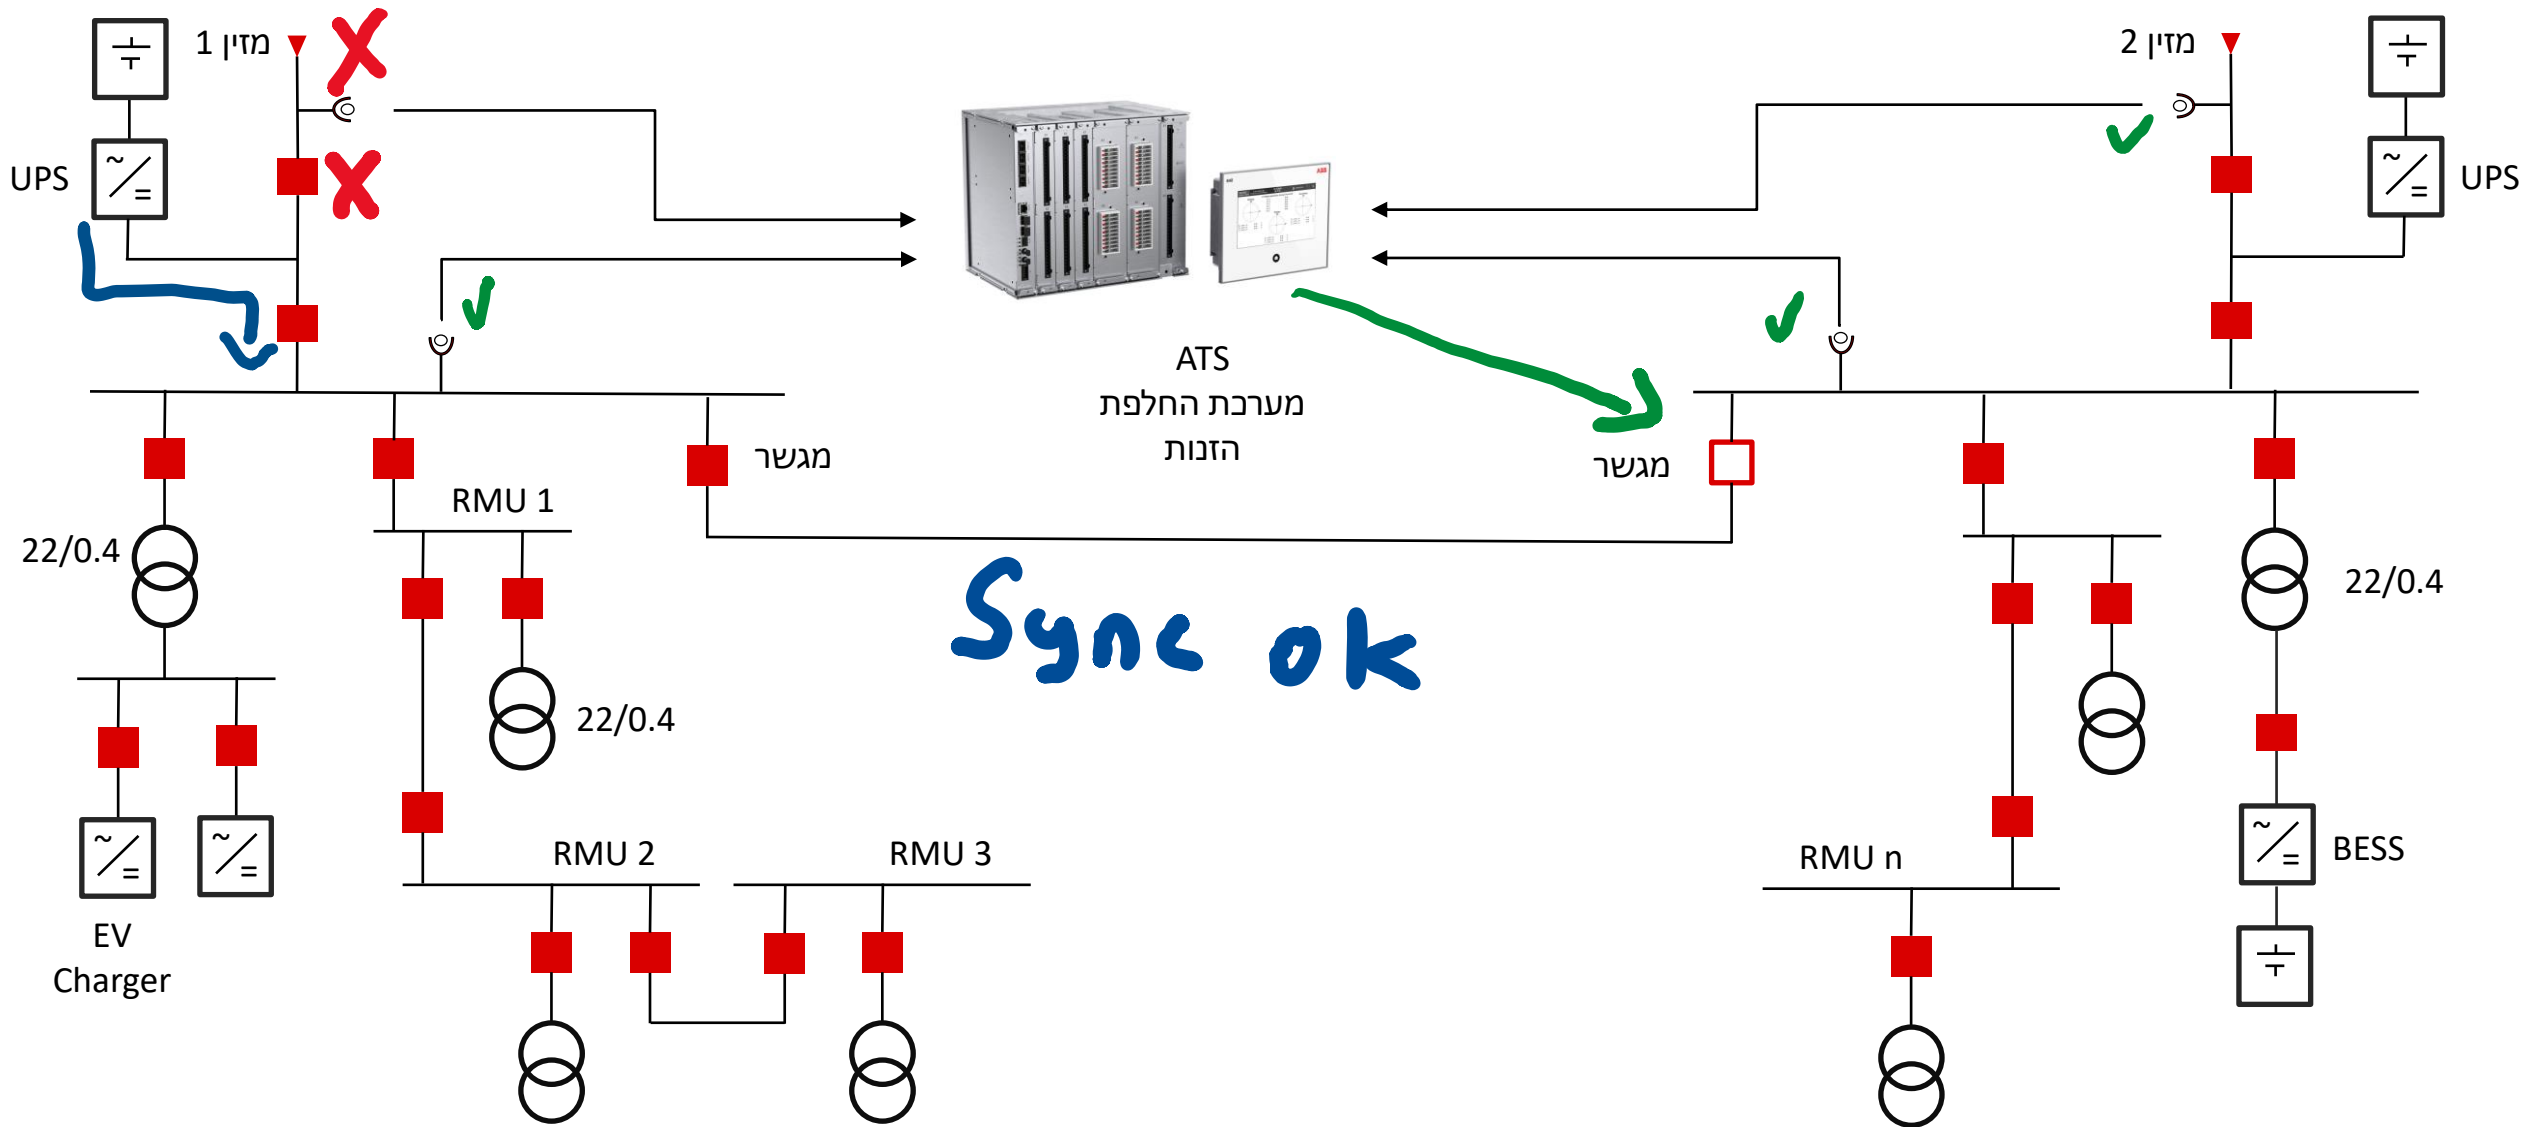 מזין 1
מזין 2
UPS
UPS
ABB
ATS
מערכת החלפת
הזנות
מגשר
מגשר
RMU 1
22/0.4
22/0.4
Sync ok
22/0.4
RMU 2
RMU 3
RMU n
BESS
EV
Charger